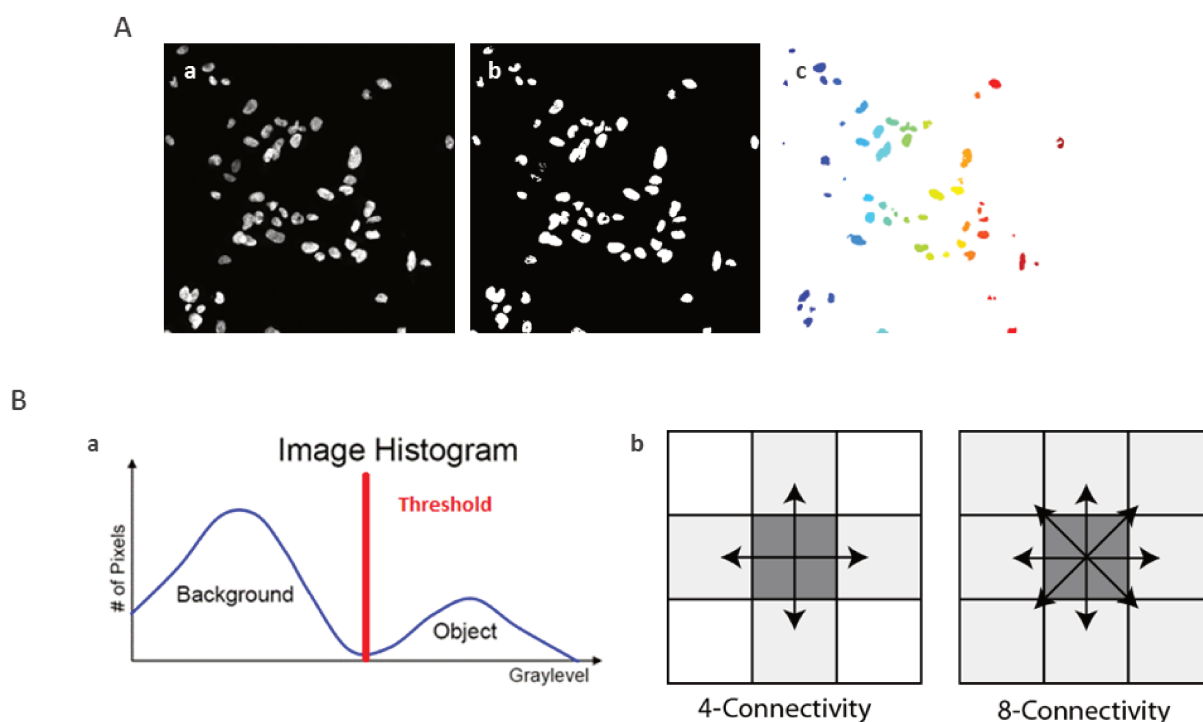 A
a
b
c
B
a
Image Histogram
Threshold
# of Pixels
Background
Object
Graylevel
b
4-Connectivity
8-Connectivity